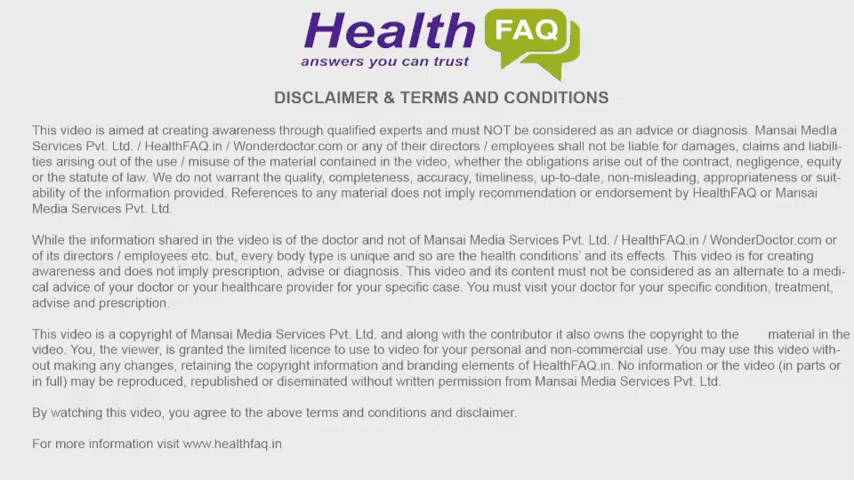 Health FAQ
answers you can trust
DISCLAIMER & TERMS AND CONDITIONS
This video is aimed at creating awareness through qualified experts and must NOT be considered as an advice or diagnosis. Mansai MedIa
Services Pvt. Ltd. / HealthFAQ.in / Wonderdoctor.com or any of their directors / employees shall not be liable for damages, claims and liabili-
ties arising out of the use / misuse of the material contained in the video, whether the obligations arise out of the contract, negligence, equity
or the statute of law. We do not warrant the quality, completeness, accuracy, timeliness, up-to-date, non-misleading, appropriateness or suit-
ability of the information provided. References to any material does not imply recommendation or endorsement by HealthFAQ or Mansai
Media Services Pvt. Ltd.
While the information shared in the video is of the doctor and not of Mansai Media Services Pvt. Ltd. / HealthFAQ.in / WonderDoctor.com or
of its directors / employees etc. but, every body type is unique and so are the health conditions' and its effects. This video is for creating
awareness and does not imply prescription, advise or diagnosis. This video and its content must not be considered as an alternate to a medi-
cal advice of your doctor or your healthcare provider for your specific case. You must visit your doctor for your specific condition, treatment,
advise and prescription.
This video is a copyright of Mansai Media Services Pvt. Ltd. and along with the contributor it also owns the copyright to the material in the
video. You, the viewer, is granted the limited licence to use to video for your personal and non-commercial use. You may use this video with-
out making any changes, retaining the copyright information and branding elements of HealthFAQ.in. No information or the video (in parts or
in full) may be reproduced, republished or diseminated without written permission from Mansai Media Services Pvt. Ltd.
By watching this video, you agree to the above terms and conditions and disclaimer.
For more information visit www.healthfaq.in